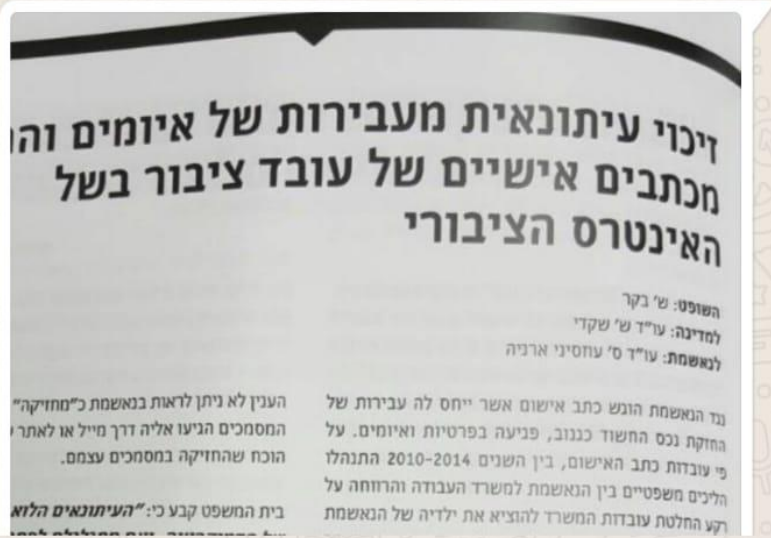 זיכוי עיתונאית מעבירות של איומים
מכתבים אישיים של עובד ציבור בשל
האינטרס הציבורי
השופט: ש' בקר
למדינה: עו"ד ש' שקדי
לנאשמת: עו"ד ס' עוזסיני ארניה
נגד הנאשמת הוגש כתב אישום אשר ייחס לה עבירות של
החזקת נכס החשוד כגנוב, פגיעה בפרטיות ואיומים. על
פי עובדות כתב האישום, בין השנים 2010-2014 התנהלו
הליכים משפטיים בין הנאשמת למשרד העבודה והרווחה על
רקע החלטת עובדות המשרד להוציא את ילדיה של הנאשמת
הענין לא ניתן לראות בנאשמת כ"מחזיקה"
המסמכים הגיעו אליה דרך מייל או לאתר
הוכח שהחזיקה במסמכים עצמם.
בית המשפט קבע כי: "העיתונאים